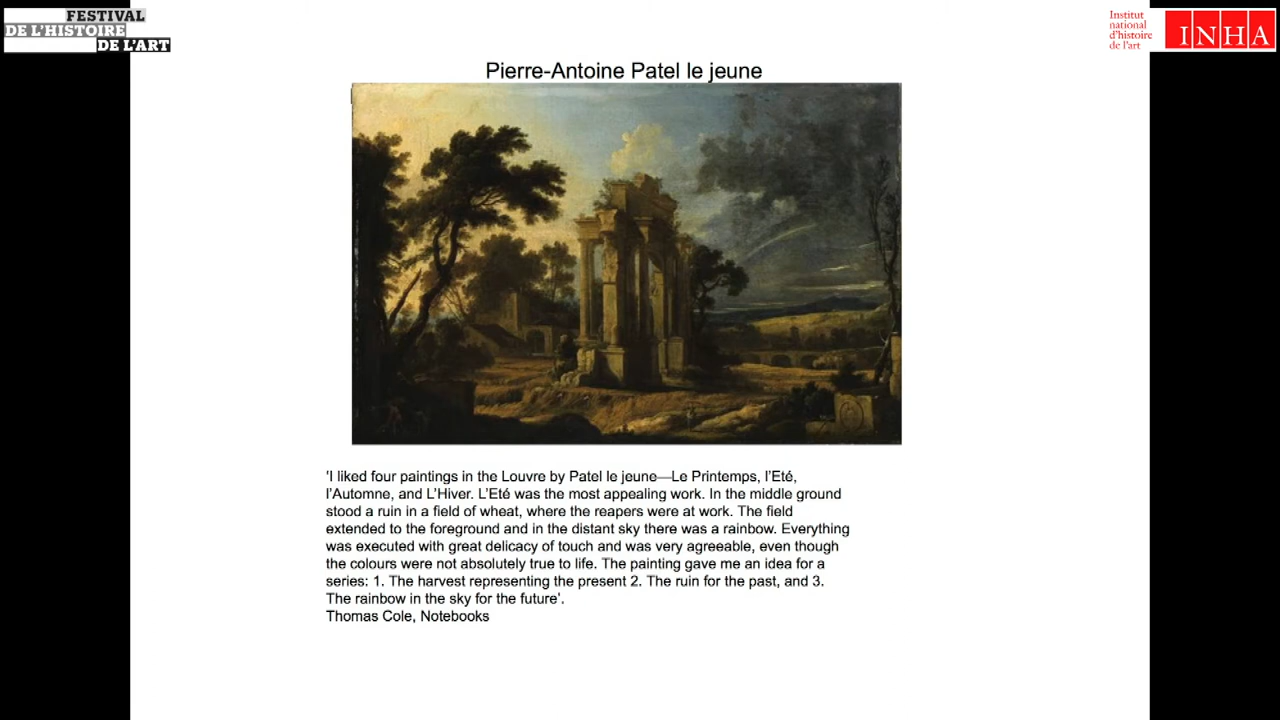 FESTIVAL
DE L'HISTOIRE
DE L'ART
Institut
national
d'histoire
de l'art
INHA
Pierre-Antoine Patel le jeune
'I liked four paintings in the Louvre by Patel le jeune—Le Printemps, l'Eté,
l'Automne, and L'Hiver. L'Eté was the most appealing work. In the middle ground
stood a ruin in a field of wheat, where the reapers were at work. The field
extended to the foreground and in the distant sky there was a rainbow. Everything
was executed with great delicacy of touch and was very agreeable, even though
the colours were not absolutely true to life. The painting gave me an idea for a
series: 1. The harvest representing the present 2. The ruin for the past, and 3.
The rainbow in the sky for the future'.
Thomas Cole, Notebooks